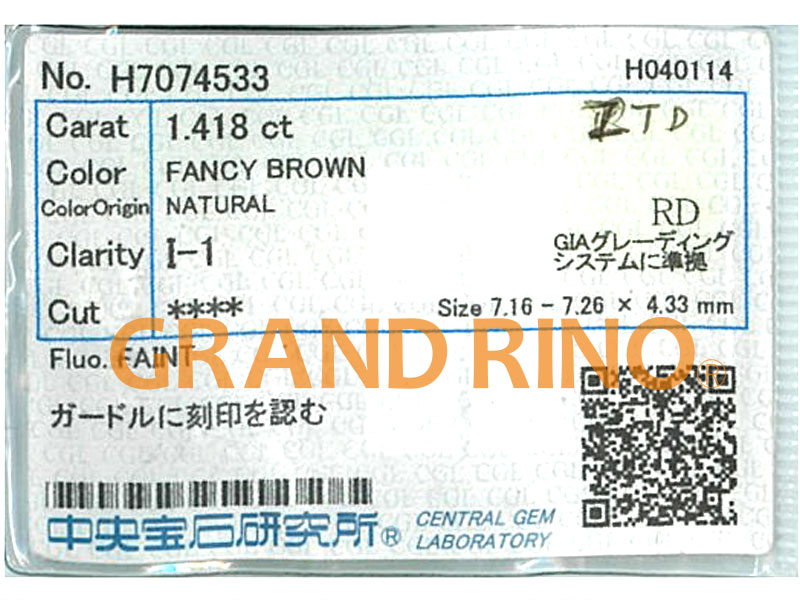 No. H7074533 H040114
Carat 1.418 ct
TD
Color FANCY BROWN
ColorOrigin NATURAL
RD
Clarity I-1
GIAグレーディング
システムに準拠
Cut **** Size 7.16 - 7.26 × 4.33 mm
GRAND RINO®
Fluo. FAINT
ガードルに刻印を認む
中央宝石研究所® CENTRAL GEM
LABORATORY